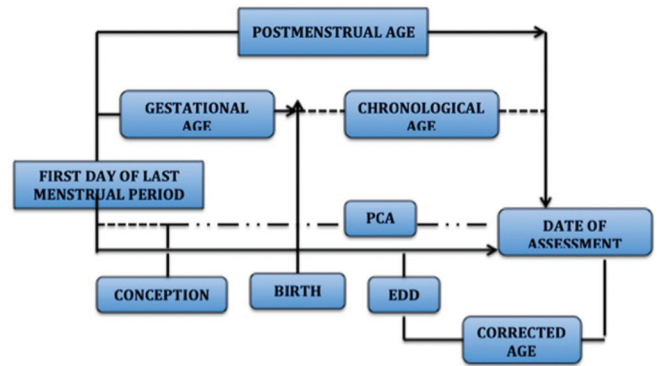 POSTMENSTRUAL AGE
GESTATIONAL
AGE
CHRONOLOGICAL
AGE
FIRST DAY OF LAST
MENSTRUAL PERIOD
PCA
DATE OF
ASSESSMENT
CONCEPTION
BIRTH
EDD
CORRECTED
AGE